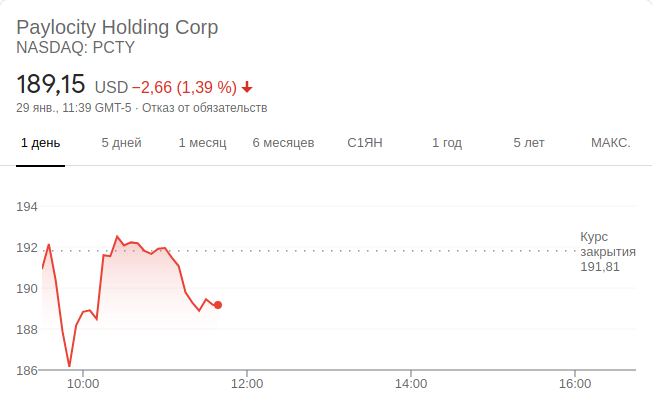 Paylocity Holding Corp
NASDAQ: PCTY
189,15 USD −2,66 (1,39 %)
29 янв., 11:39 GMT-5 · Отказ от обязательств
1 день 5 дней 1 месяц 6 месяцев С1ЯН 1 год 5 лет МАКС.
194
192
190
188
186
Курс
закрытия
191,81
10:00 12:00 14:00 16:00